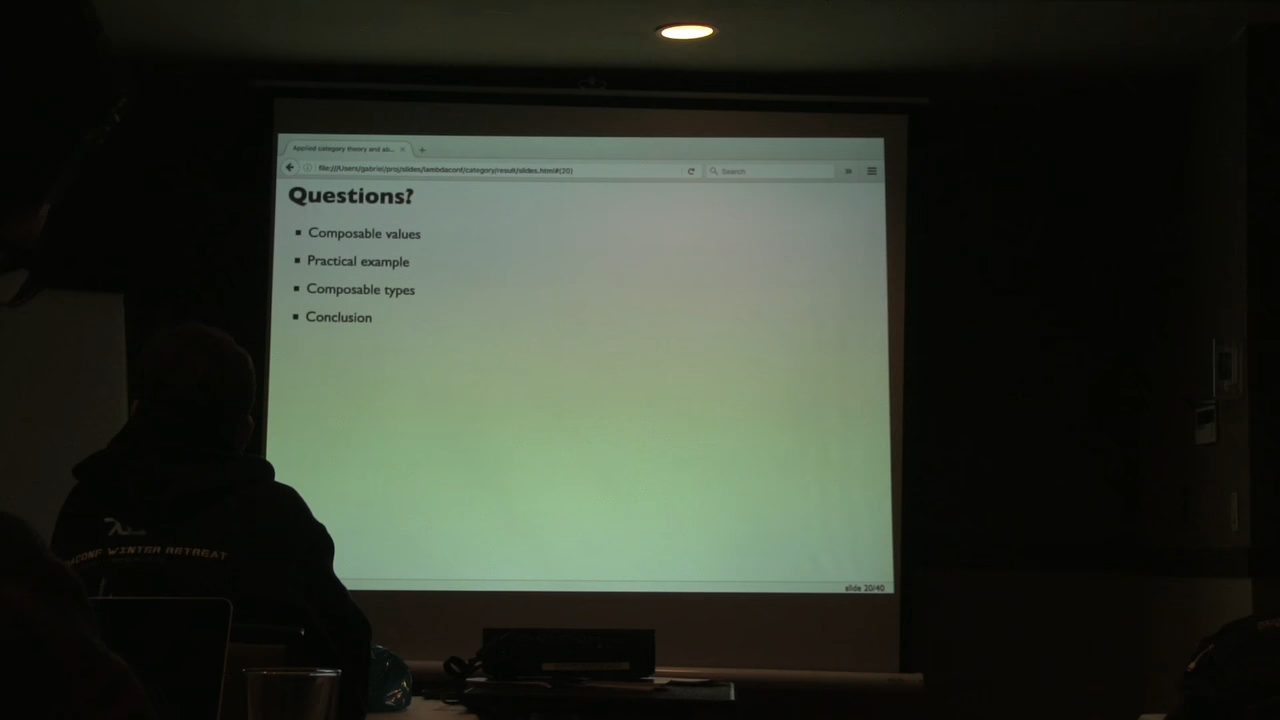 Applied category theory and ab...
file:///Users/gabriel/proj/slides/lambdaconf/category/result/slides.html#(20)
Search
Questions?
Composable values
Practical example
Composable types
Conclusion
slide 20/40
WINTER RETREAT